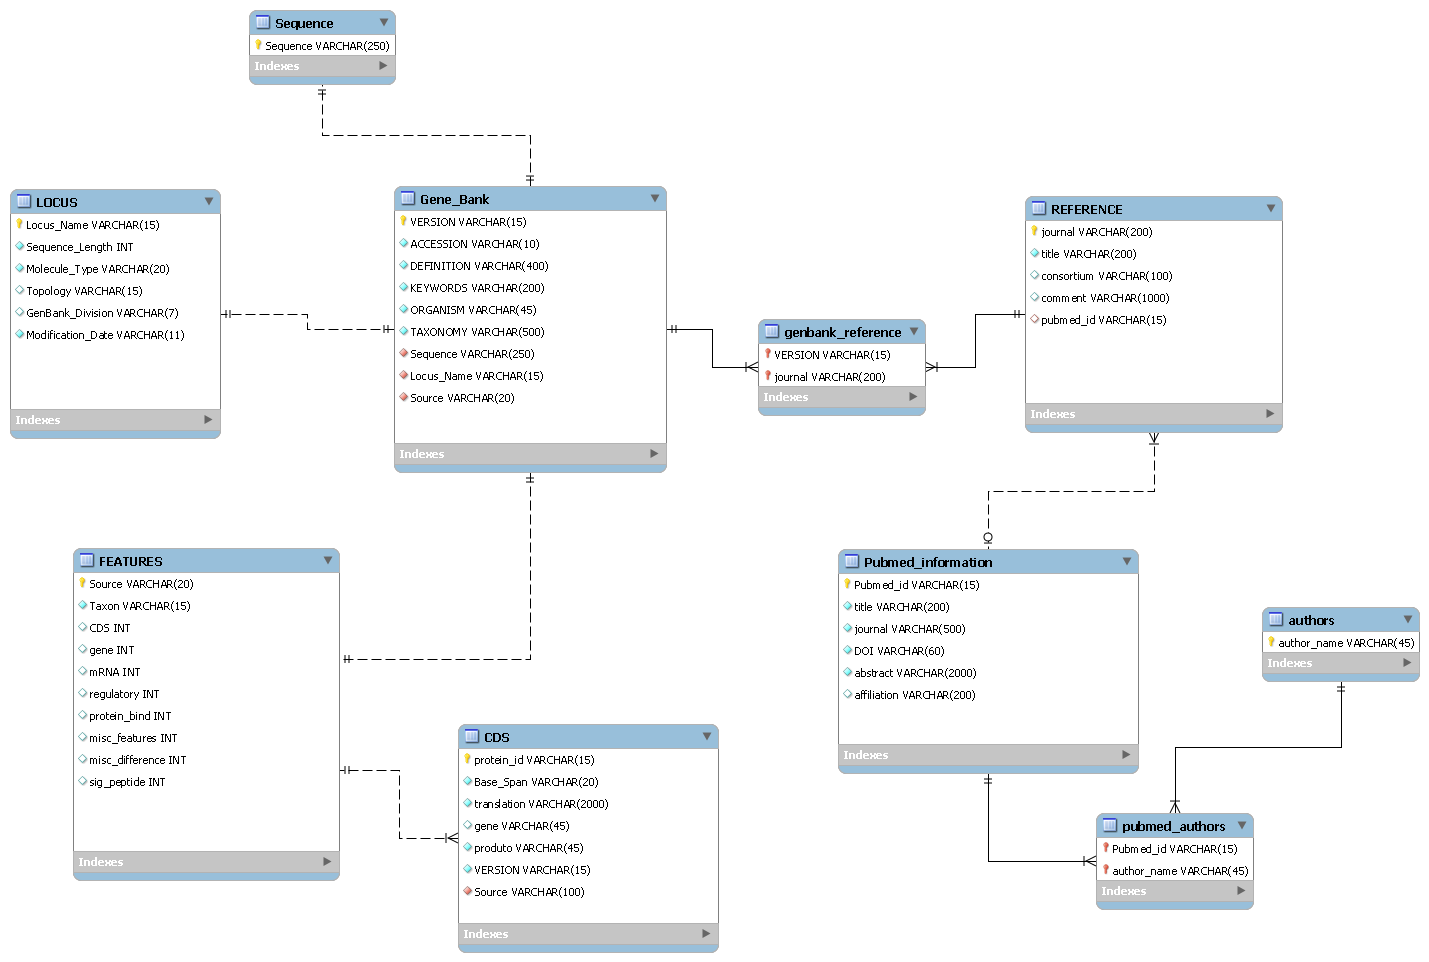 Sequence
Sequence VARCHAR(250)
Indexes
LOCUS
Locus_Name VARCHAR(15)
Sequence_Length INT
Molecule_Type VARCHAR(20)
Topology VARCHAR(15)
GenBank_Division VARCHAR(7)
Modification_Date VARCHAR(11)
Indexes
Gene_Bank
VERSION VARCHAR(15)
ACCESSION VARCHAR(10)
DEFINITION VARCHAR(400)
KEYWORDS VARCHAR(200)
ORGANISM VARCHAR(45)
TAXONOMY VARCHAR(500)
Sequence VARCHAR(250)
Locus_Name VARCHAR(15)
Source VARCHAR(20)
Indexes
genbank_reference
VERSION VARCHAR(15)
journal VARCHAR(200)
Indexes
REFERENCE
journal VARCHAR(200)
title VARCHAR(200)
consortium VARCHAR(100)
comment VARCHAR(1000)
pubmed_id VARCHAR(15)
Indexes
FEATURES
Source VARCHAR(20)
Taxon VARCHAR(15)
CDS INT
gene INT
mRNA INT
regulatory INT
protein_bind INT
misc_features INT
misc_difference INT
sig_peptide INT
Indexes
CDS
protein_id VARCHAR(15)
Base_Span VARCHAR(20)
translation VARCHAR(2000)
gene VARCHAR(45)
produto VARCHAR(45)
VERSION VARCHAR(15)
Source VARCHAR(100)
Indexes
Pubmed_information
Pubmed_id VARCHAR(15)
title VARCHAR(200)
journal VARCHAR(500)
DOI VARCHAR(60)
abstract VARCHAR(2000)
affiliation VARCHAR(200)
Indexes
authors
author_name VARCHAR(45)
Indexes
pubmed_authors
Pubmed_id VARCHAR(15)
author_name VARCHAR(45)
Indexes